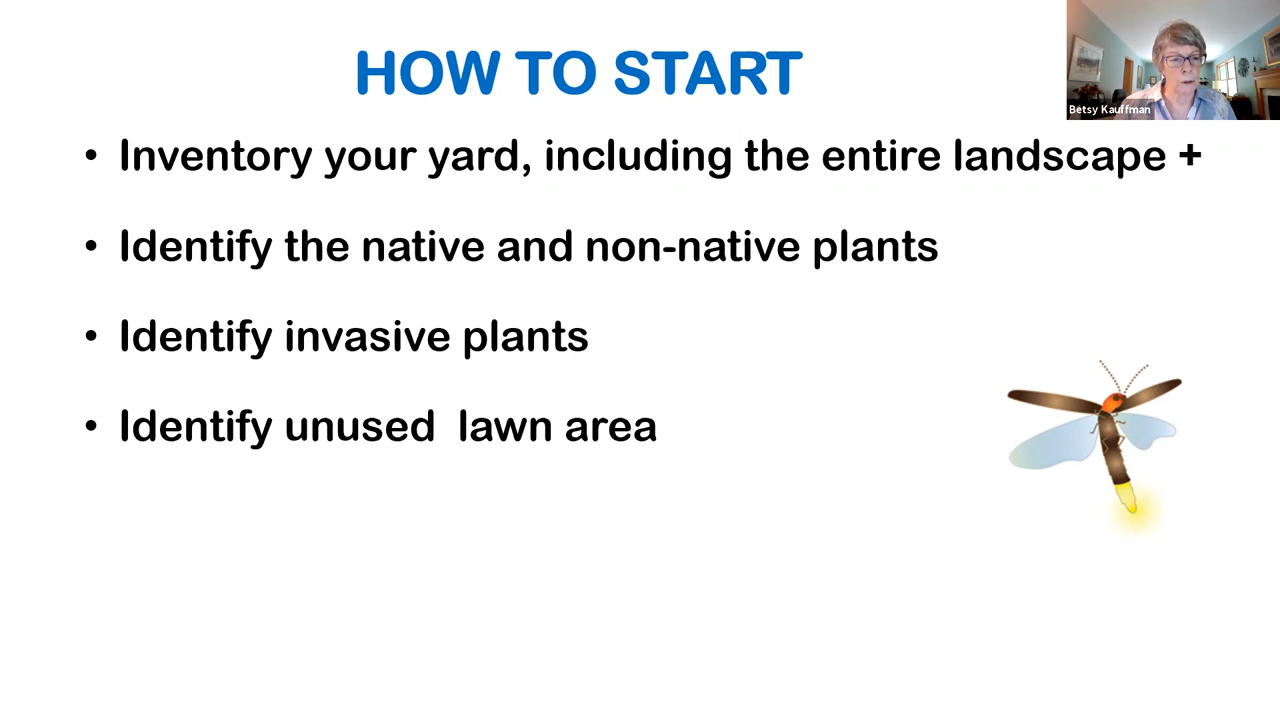 HOW TO START
Betsy Kauffman
• Inventory your yard, including the entire landscape +
• Identify the native and non-native plants
• Identify invasive plants
• Identify unused  lawn area